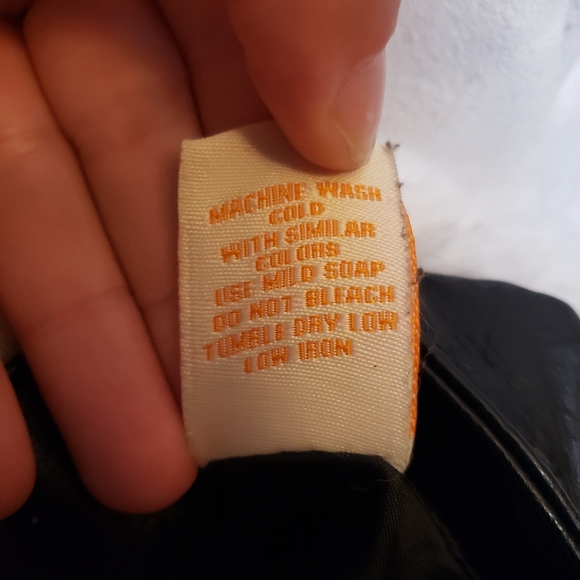 MACHINE WASH
COLD
WITH SIMILAR
COLORS
USE MILD SOAP
DO NOT BLEACH
TUMBLE DRY LOW
LOW IRON